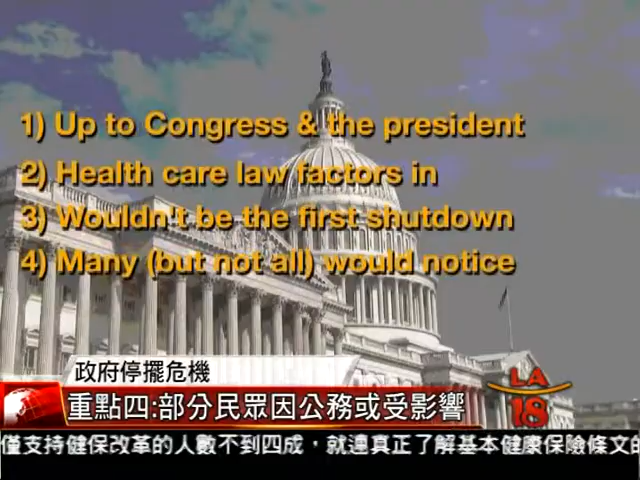 1) Up to Congress & the president
2) Health care law factors in
3) Wouldn't be the first shutdown
4) Many (but not all) would notice
政府停擺危機
重點四:部分民眾因公務或受影響
LA
18
僅支持健保改革的人數不到四成，就連真正了解基本健康保險條文的